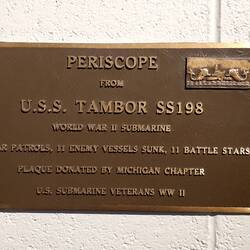 PERISCOPE
FROM
U.S.S. TAMBOR SS198
WORLD WAR II SUBMARINE
PATROLS, 11 ENEMY VESSELS SUNK, 11 BATTLE STARS
PLAQUE DONATED BY MICHIGAN CHAPTER
U.S. SUBMARINE VETERANS WW II